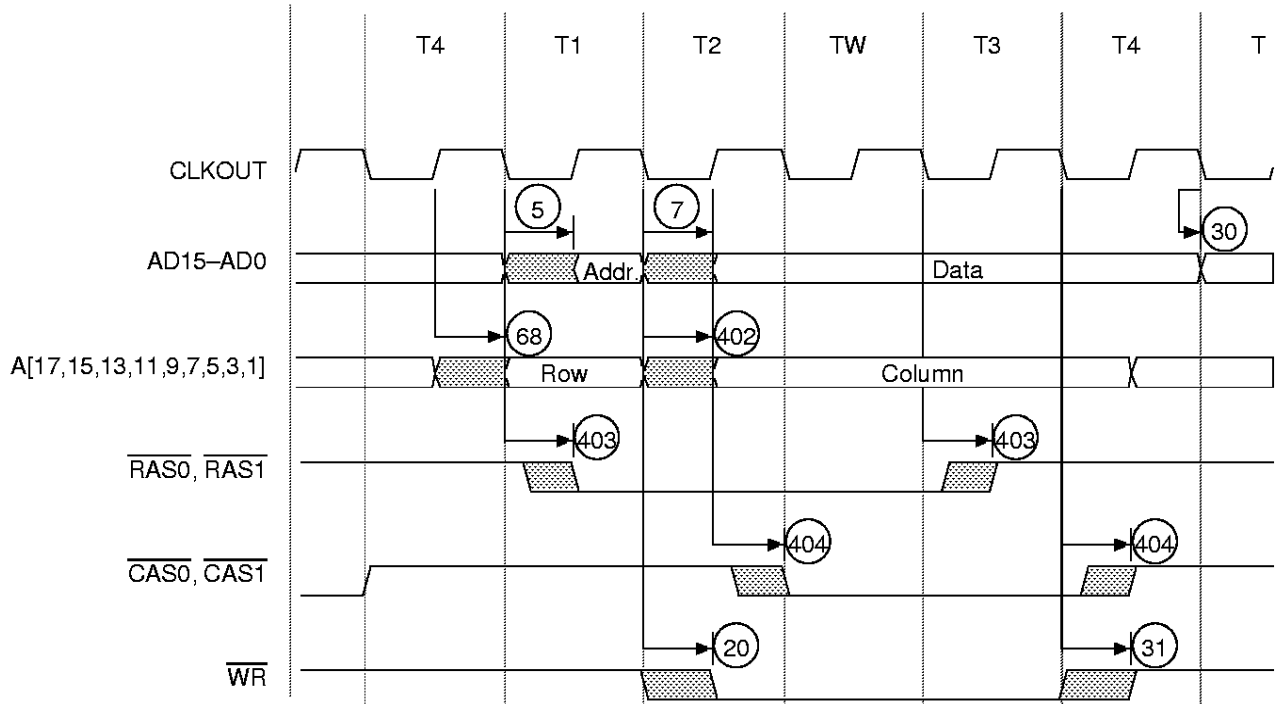 T4 T1 T2 TW T3 T4 T
CLKOUT
5 7
30
AD15–AD0 Addr. Data
68 402
A[17,15,13,11,9,7,5,3,1] Row Column
403 403
RAS0, RAS1
404 404
CAS0, CAS1
20 31
WR